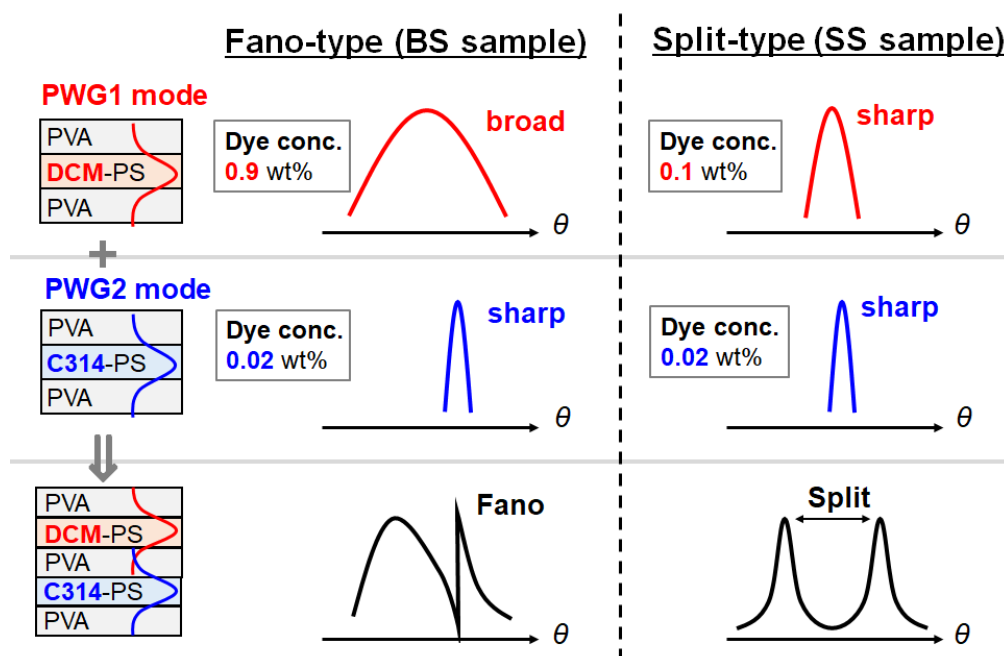 Fano-type (BS sample)
Split-type (SS sample)
PWG1 mode
PVA
DCM-PS
PVA
Dye conc.
0.9 wt%
broad
θ
Dye conc.
0.1 wt%
sharp
θ
+
PWG2 mode
PVA
C314-PS
PVA
Dye conc.
0.02 wt%
sharp
θ
Dye conc.
0.02 wt%
sharp
θ
PVA
DCM-PS
PVA
C314-PS
PVA
Fano
θ
Split
θ